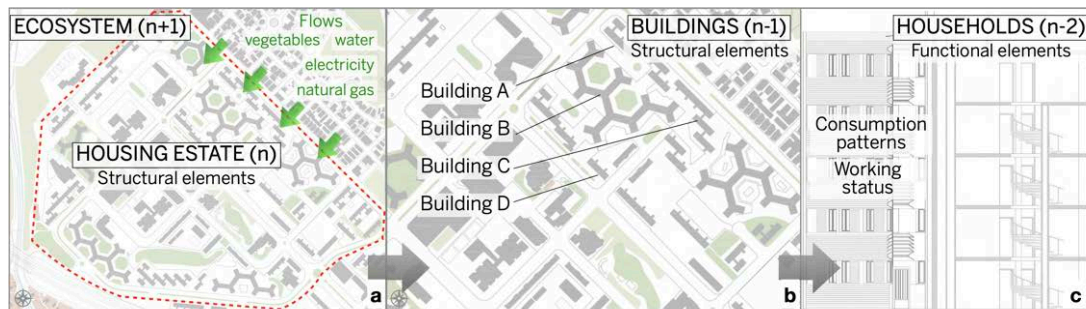 ECOSYSTEM (n+1)
Flows
vegetables water
electricity
natural gas
HOUSING ESTATE (n)
Structural elements
a
BUILDINGS (n-1)
Structural elements
Building A
Building B
Building C
Building D
b
HOUSEHOLDS (n-2)
Functional elements
Consumption
patterns
Working
status
c